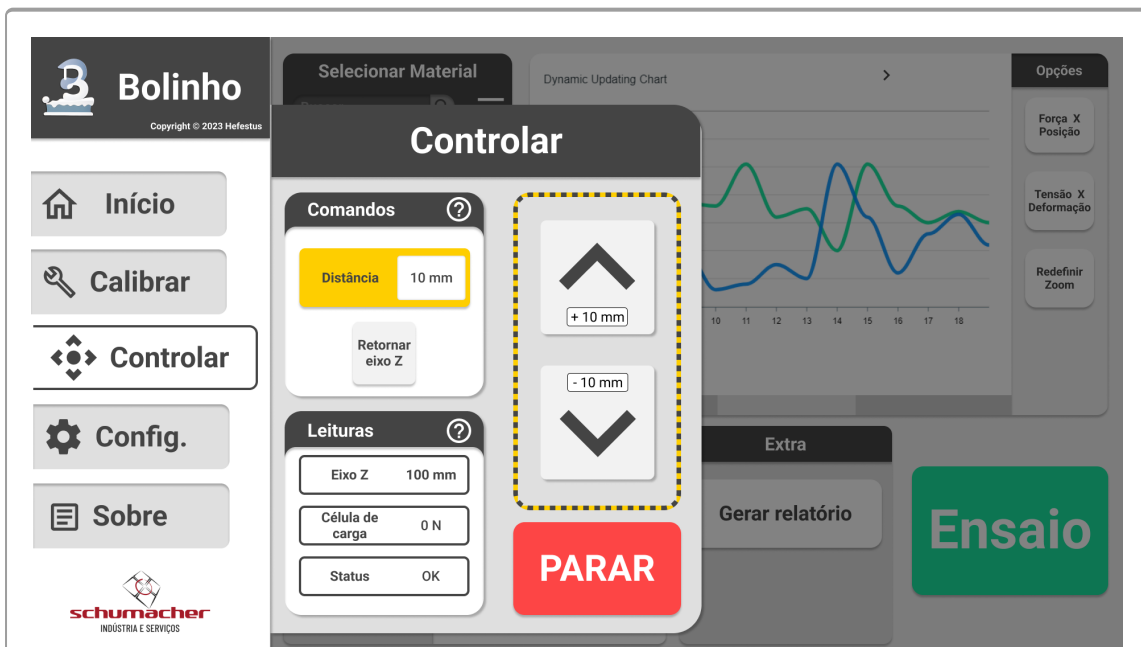 Bolinho
Copyright © 2023 Hefestus
Início
Calibrar
Controlar
Config.
Sobre
schumacher
INDÚSTRIA E SERVIÇOS
Selecionar Material
Controlar
Comandos
Distância 10 mm
Retornar
eixo Z
Leituras
Eixo Z 100 mm
Célula de
carga 0 N
Status OK
+ 10 mm
- 10 mm
PARAR
Dynamic Updating Chart
10 11 12 13 14 15 16 17 18
Opções
Força X
Posição
Tensão X
Deformação
Redefinir
Zoom
Extra
Gerar relatório
Ensaio